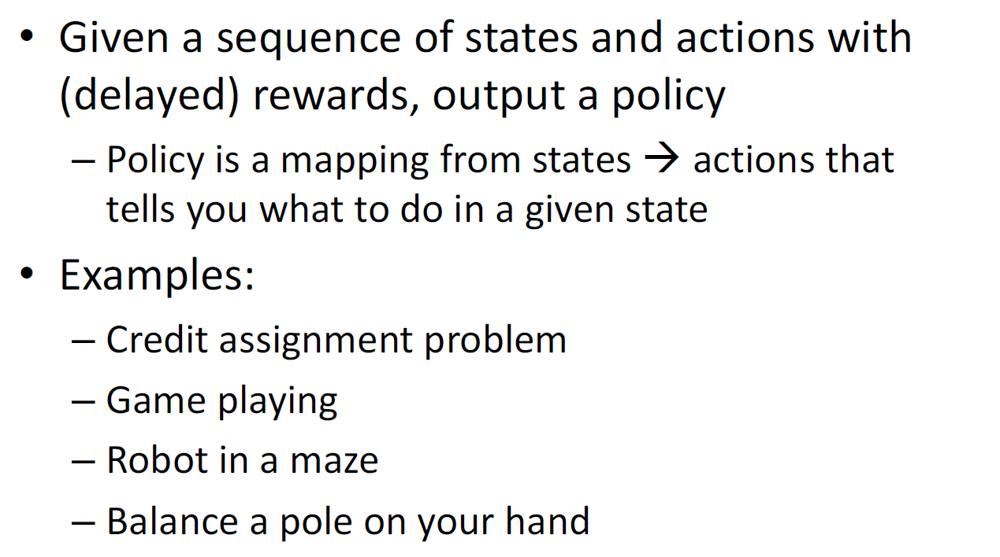 • Given a sequence of states and actions with
(delayed) rewards, output a policy
– Policy is a mapping from states → actions that
tells you what to do in a given state
• Examples:
– Credit assignment problem
– Game playing
– Robot in a maze
– Balance a pole on your hand